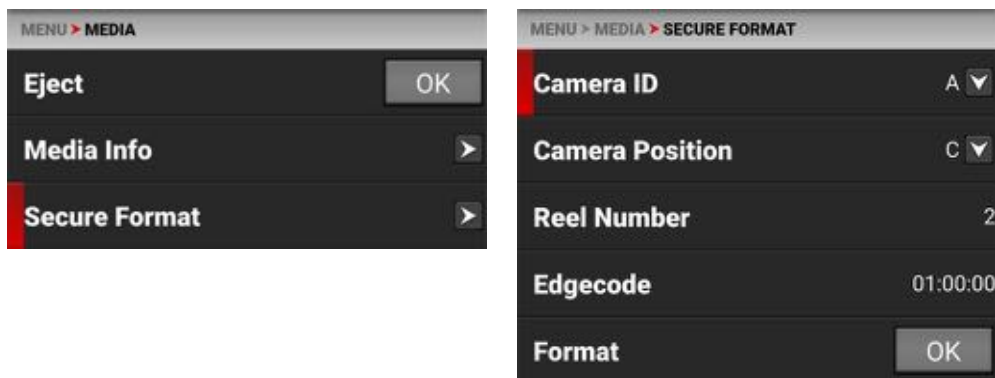 MENU > MEDIA
Eject OK
Media Info
Secure Format
MENU > MEDIA > SECURE FORMAT
Camera ID A
Camera Position C
Reel Number 2
Edgecode 01:00:00
Format OK